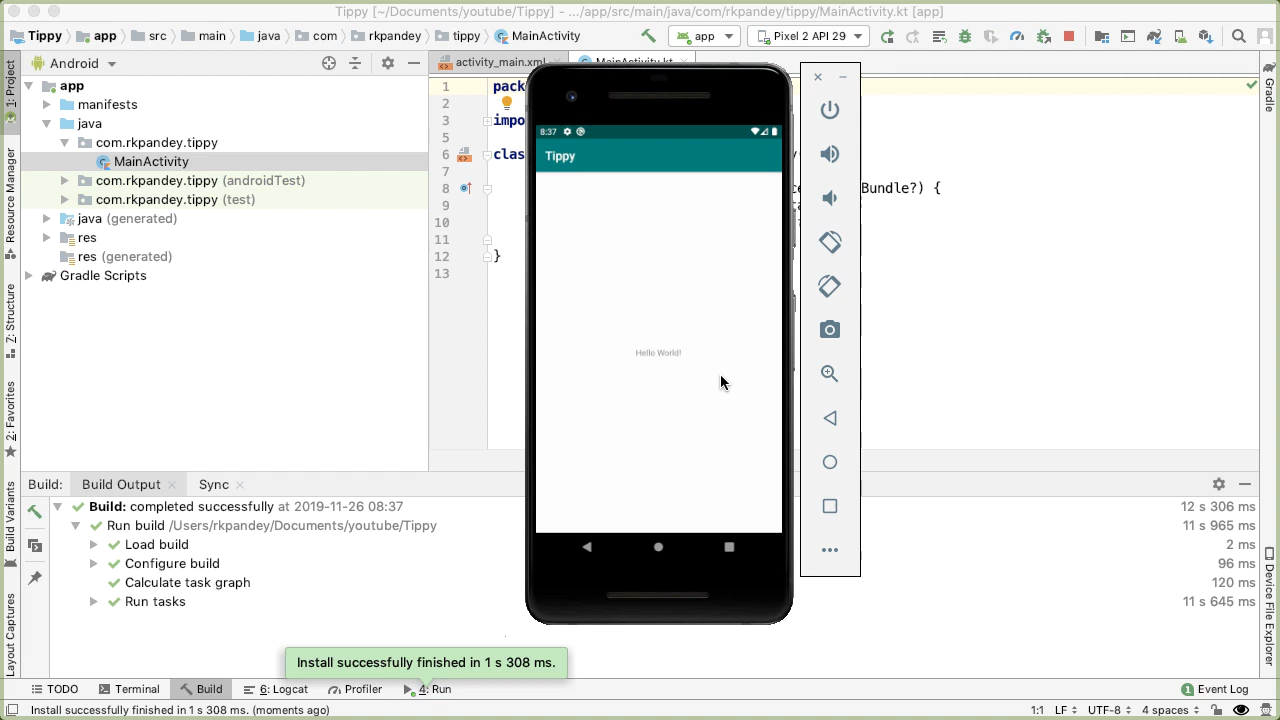 Tippy [~/Documents/youtube/Tippy] - .../app/src/main/java/com/rkpandey/tippy/MainActivity.kt [app]
Tippy app src main java com rkpandey tippy MainActivity app Pixel 2 API 29
1: Project
Resource Manager
Z: Structure
2: Favorites
Build Variants
Layout Captures
Android
app
manifests
java
com.rkpandey.tippy
MainActivity
com.rkpandey.tippy (androidTest)
com.rkpandey.tippy (test)
java (generated)
res
res (generated)
Gradle Scripts
activity_main.xml MainActivity.kt
1 pack
2
3 impo
5
6 clas
7
8 Bundle?) {
9
10
11
12 }
13
8:37
Tippy
Hello World!
Gradle
Device File Explorer
Build: Build Output Sync
Build: completed successfully at 2019-11-26 08:37 12 s 306 ms
Run build /Users/rkpandey/Documents/youtube/Tippy 11 s 965 ms
Load build 2 ms
Configure build 96 ms
Calculate task graph 120 ms
Run tasks 11 s 645 ms
Install successfully finished in 1 s 308 ms.
TODO Terminal Build 6: Logcat Profiler 4: Run 1 Event Log
Install successfully finished in 1 s 308 ms. (moments ago) 1:1 LF UTF-8 4 spaces